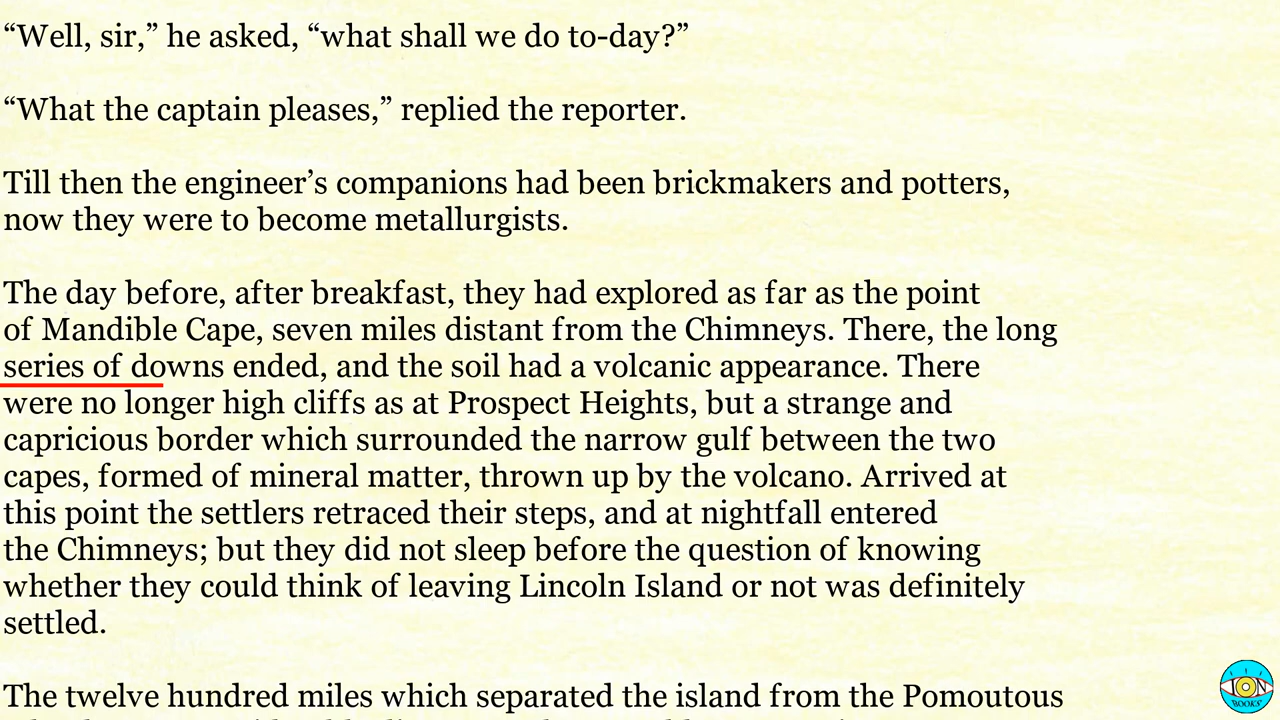 “Well, sir,” he asked, “what shall we do to-day?”
“What the captain pleases,” replied the reporter.
Till then the engineer’s companions had been brickmakers and potters,
now they were to become metallurgists.
The day before, after breakfast, they had explored as far as the point
of Mandible Cape, seven miles distant from the Chimneys. There, the long
series of downs ended, and the soil had a volcanic appearance. There
were no longer high cliffs as at Prospect Heights, but a strange and
capricious border which surrounded the narrow gulf between the two
capes, formed of mineral matter, thrown up by the volcano. Arrived at
this point the settlers retraced their steps, and at nightfall entered
the Chimneys; but they did not sleep before the question of knowing
whether they could think of leaving Lincoln Island or not was definitely
settled.
The twelve hundred miles which separated the island from the Pomoutous
ION
BOOKS